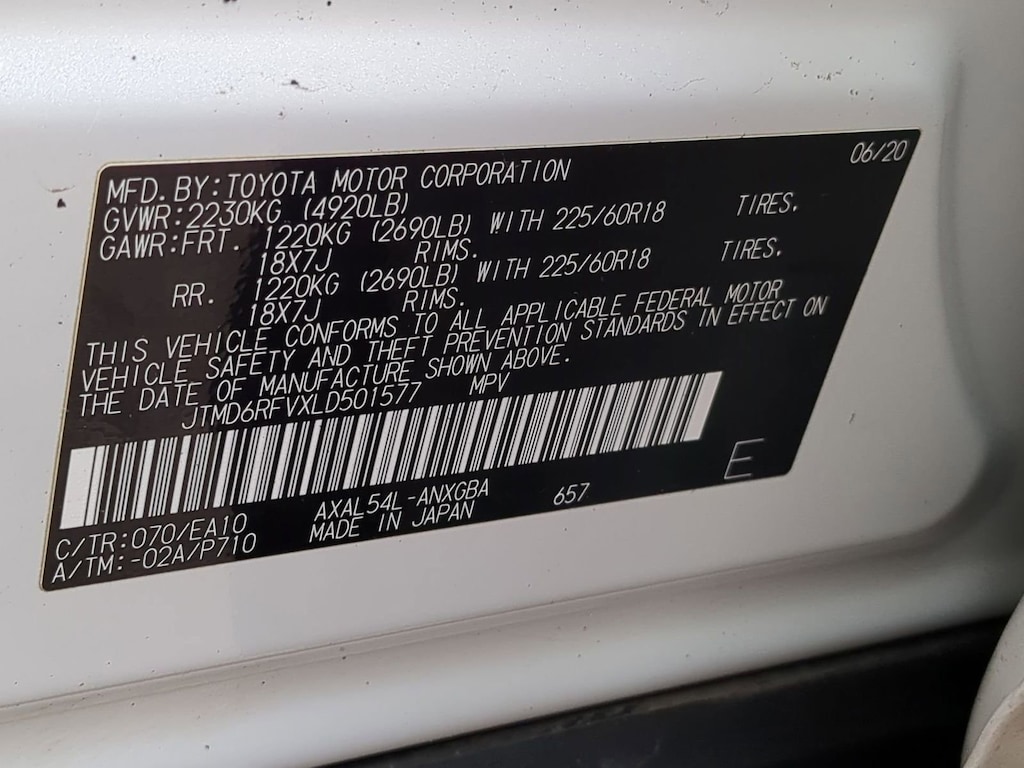 06/20
MFD. BY: TOYOTA MOTOR CORPORATION
GVWR: 2230KG (4920LB)
GAWR: FRT. 1220KG (2690LB) WITH 225/60R18 TIRES,
18X7J RIMS.
RR. 1220KG (2690LB) WITH 225/60R18 TIRES,
18X7J RIMS.
THIS VEHICLE CONFORMS TO ALL APPLICABLE FEDERAL MOTOR
VEHICLE SAFETY AND THEFT PREVENTION STANDARDS IN EFFECT ON
THE DATE OF MANUFACTURE SHOWN ABOVE.
JTMD6RFVXLD501577 MPV
E
C/TR: 070/EA10 AXAL54L-ANXGBA 657
A/TM: -02A/P710 MADE IN JAPAN